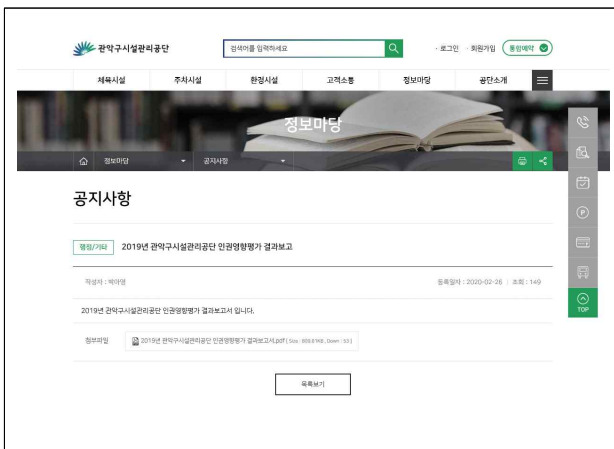 관악구시설관리공단
검색어를 입력하세요
· 로그인 · 회원가입 통합예약
체육시설 주차시설 환경시설 고객소통 정보마당 공단소개
정보마당
정보마당 공지사항
공지사항
행정/기타 2019년 관악구시설관리공단 인권영향평가 결과보고
작성자 : 박아영 등록일자 : 2020-02-26 | 조회 : 149
2019년 관악구시설관리공단 인권영향평가 결과보고서 입니다.
첨부파일 2019년 관악구시설관리공단 인권영향평가 결과보고서.pdf
목록보기
P
TOP